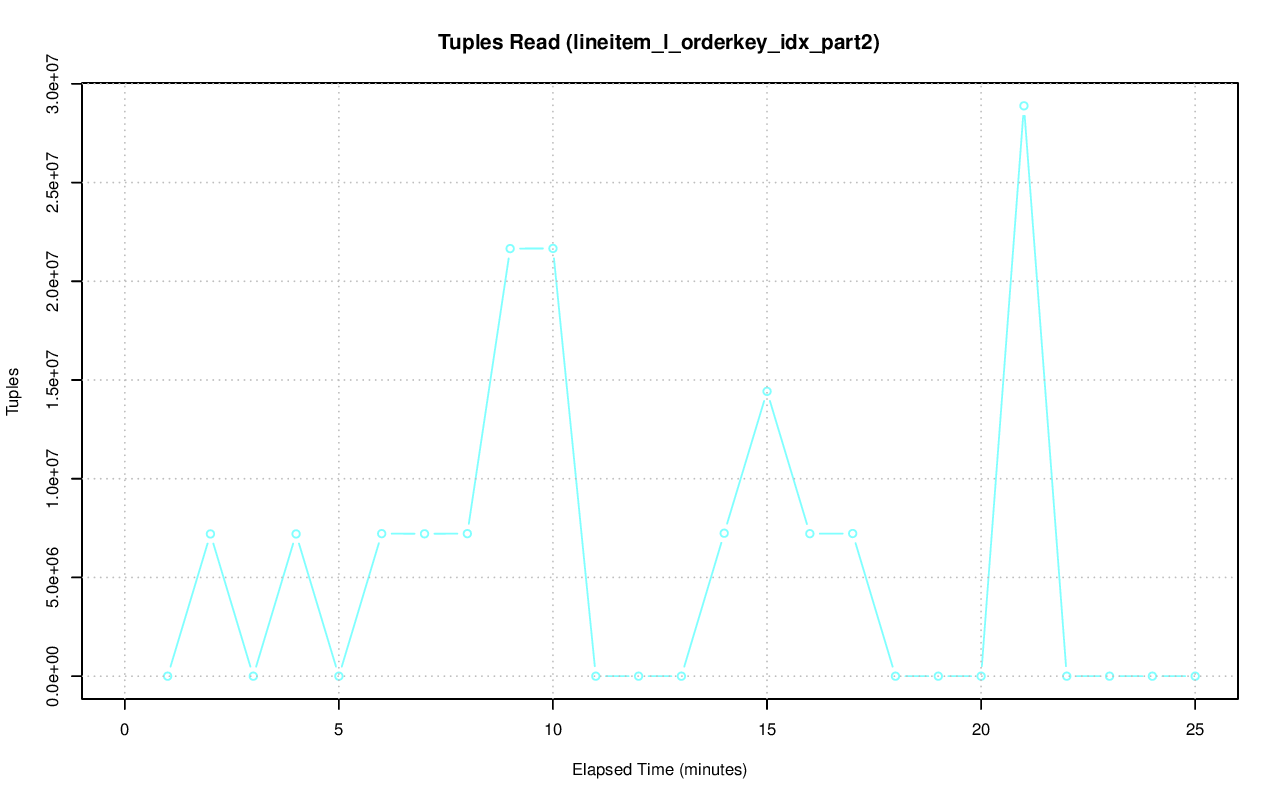 Tuples Read (lineitem_l_orderkey_idx_part2)
3.0e+07
2.5e+07
2.0e+07
1.5e+07
1.0e+07
5.0e+06
0.0e+00
Tuples
0 5 10 15 20 25
Elapsed Time (minutes)